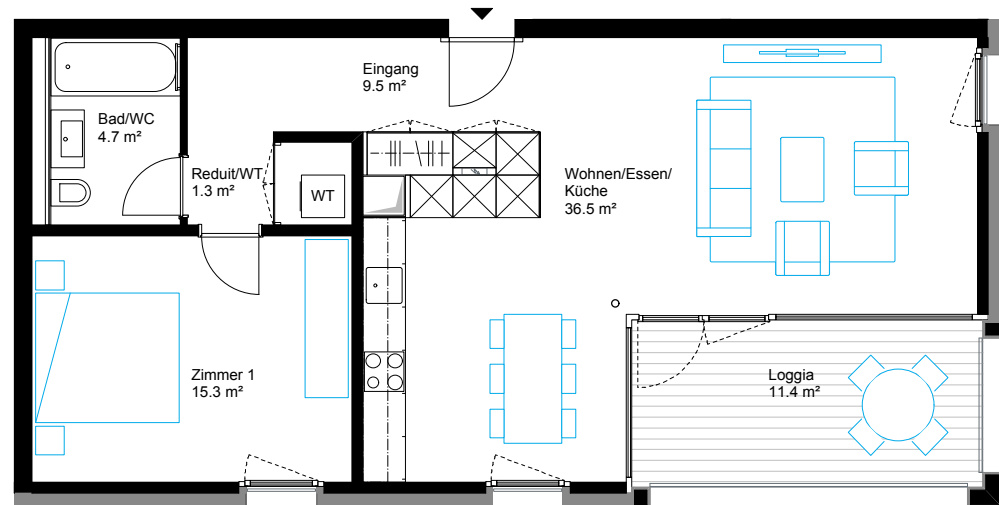 Eingang
9.5 m²
Bad/WC
4.7 m²
Reduit/WT
1.3 m²
WT
Wohnen/Essen/
Küche
36.5 m²
Zimmer 1
15.3 m²
Loggia
11.4 m²